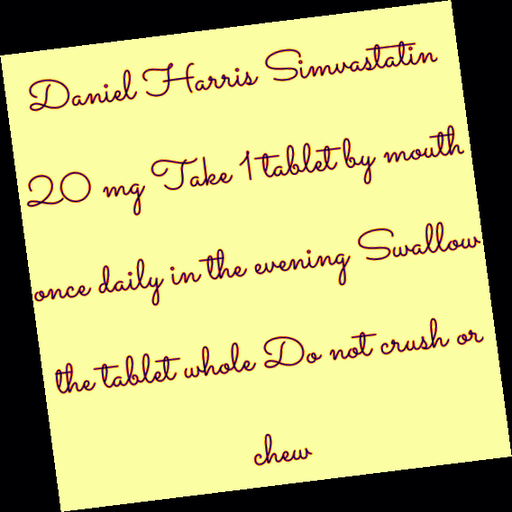 Daniel Harris Simvastatin
20 mg Take 1 tablet by mouth
once daily in the evening Swallow
the tablet whole Do not crush or
chew